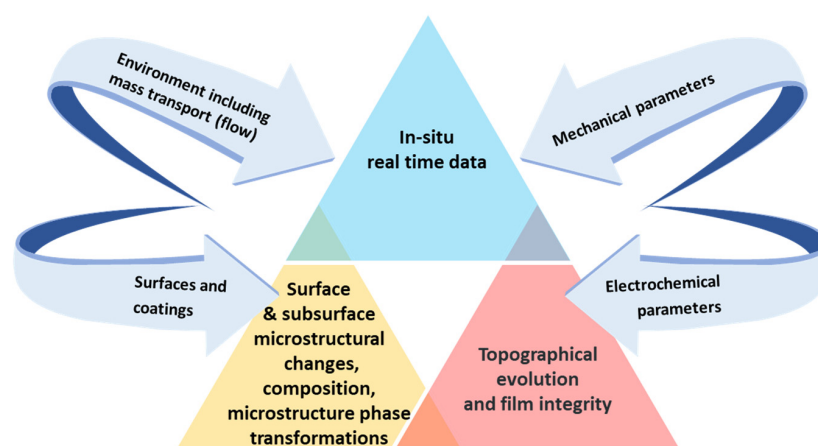 Environment including
mass transport (flow)
Mechanical parameters
In-situ
real time data
Surfaces and
coatings
Electrochemical
parameters
Surface
& subsurface
microstructural
changes,
composition,
microstructure phase
transformations
Topographical
evolution
and film integrity